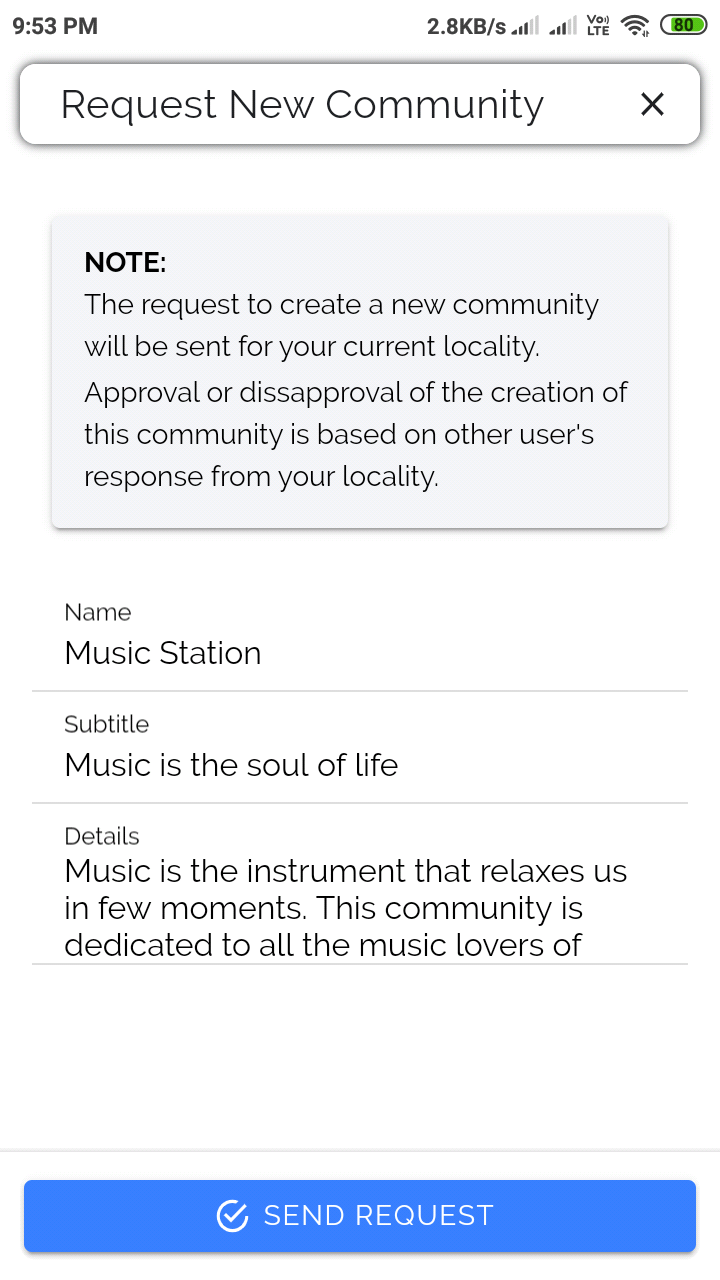 9:53 PM 2.8KB/s Vo) LTE 80
Request New Community
NOTE:
The request to create a new community
will be sent for your current locality.
Approval or dissapproval of the creation of
this community is based on other user's
response from your locality.
Name
Music Station
Subtitle
Music is the soul of life
Details
Music is the instrument that relaxes us
in few moments. This community is
dedicated to all the music lovers of
SEND REQUEST